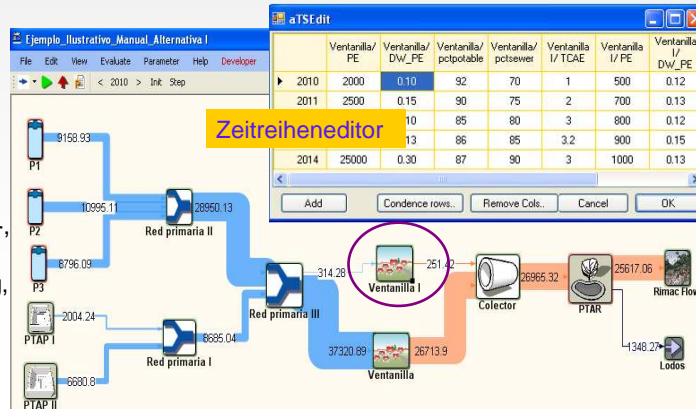 Ejemplo_Ilustrativo_Manual_Alternativa I
File Edit View Evaluate Parameter Help Developer
< 2010 > Init Step
aTSEdit
Ventanilla/ PE Ventanilla/ DW_PE Ventanilla/ pctpotable Ventanilla/ pctsewer Ventanilla I/ TCAE Ventanilla I/ PE Ventanilla I/ DW_PE
2010 2000 0.10 92 70 1 500 0.12
2011 2500 0.15 90 75 2 700 0.13
10 85 80 3 800 0.12
13 86 85 3.2 900 0.15
2014 25000 0.30 87 90 3 1000 0.13
Add Condence rows.. Remove Cols.. Cancel OK
Zeitreiheneditor
9158.93
P1
10995.11
28950.13
P2
Red primaria II
8796.09
P3
314.28
251.42
Ventanilla I
26965.32
25617.06
Colector
PTAR
Rimac Flow
2004.24
Red primaria III
PTAP I
8685.04
1348.27
Lodos
Red primaria I
37320.89
26713.9
Ventanilla
6680.8
PTAP II